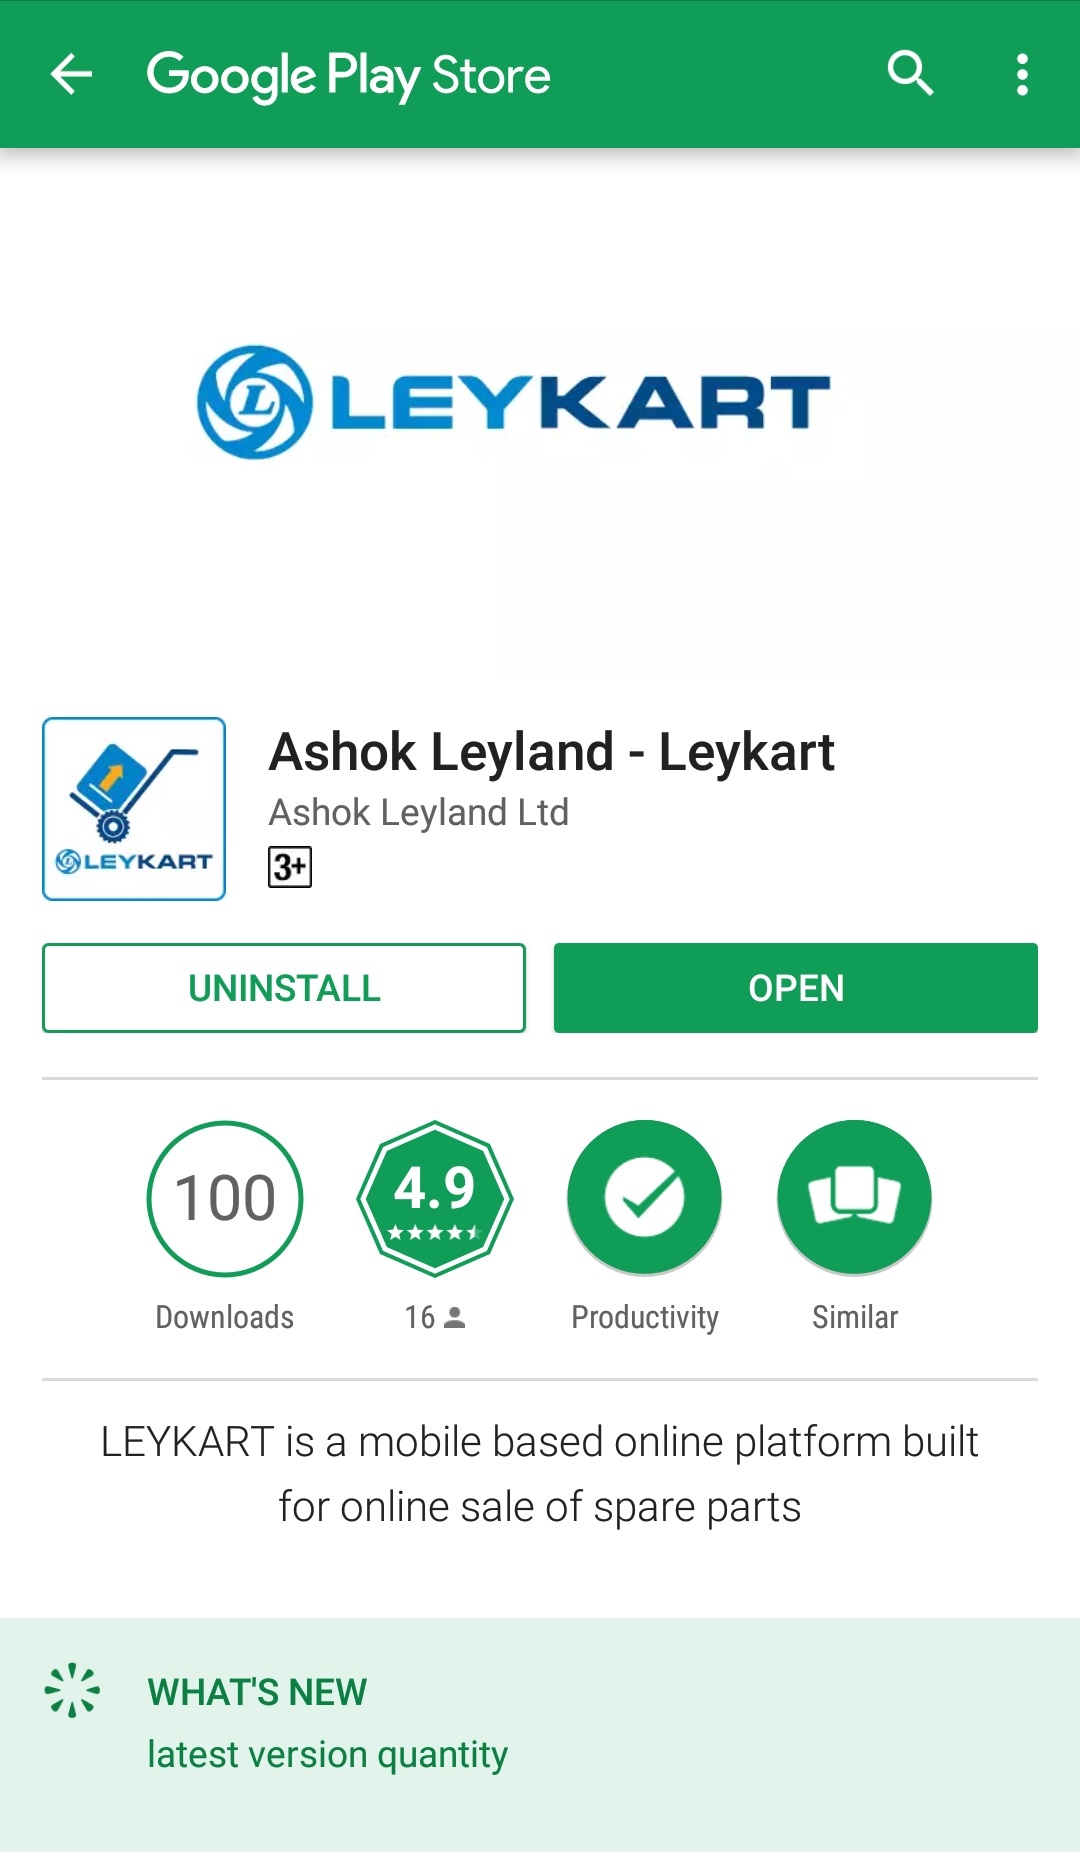 Google Play Store
L LEYKART
LEYKART
Ashok Leyland - Leykart
Ashok Leyland Ltd
3+
UNINSTALL
OPEN
100
4.9
Downloads
16
Productivity
Similar
LEYKART is a mobile based online platform built
for online sale of spare parts
WHAT'S NEW
latest version quantity